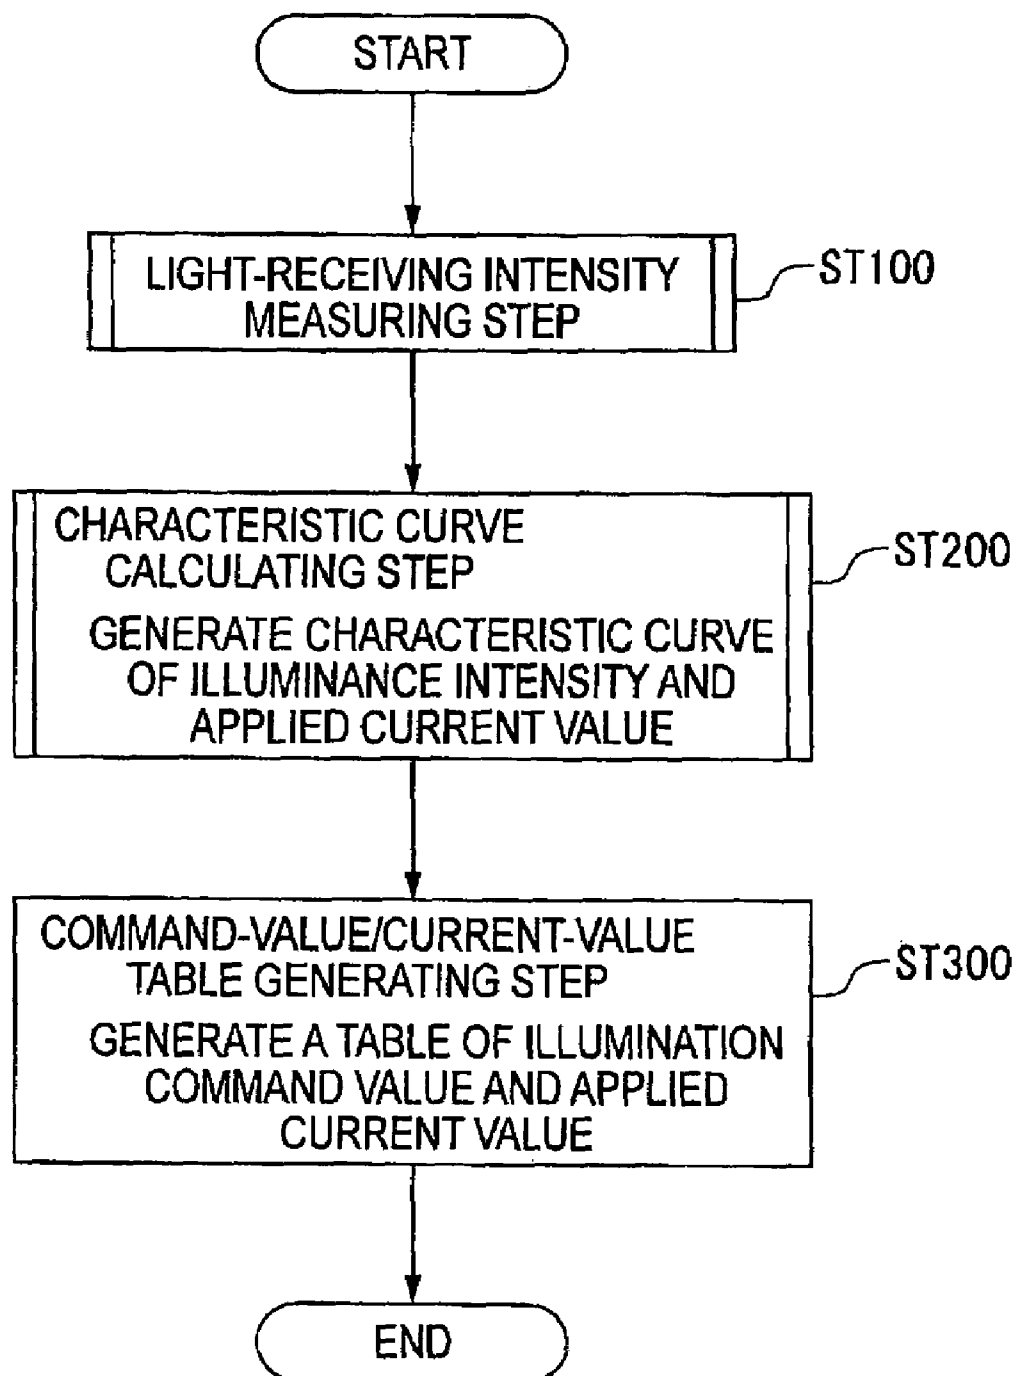 START
LIGHT-RECEIVING INTENSITY
MEASURING STEP
ST100
CHARACTERISTIC CURVE
CALCULATING STEP
GENERATE CHARACTERISTIC CURVE
OF ILLUMINANCE INTENSITY AND
APPLIED CURRENT VALUE
ST200
COMMAND-VALUE/CURRENT-VALUE
TABLE GENERATING STEP
GENERATE A TABLE OF ILLUMINATION
COMMAND VALUE AND APPLIED
CURRENT VALUE
ST300
END